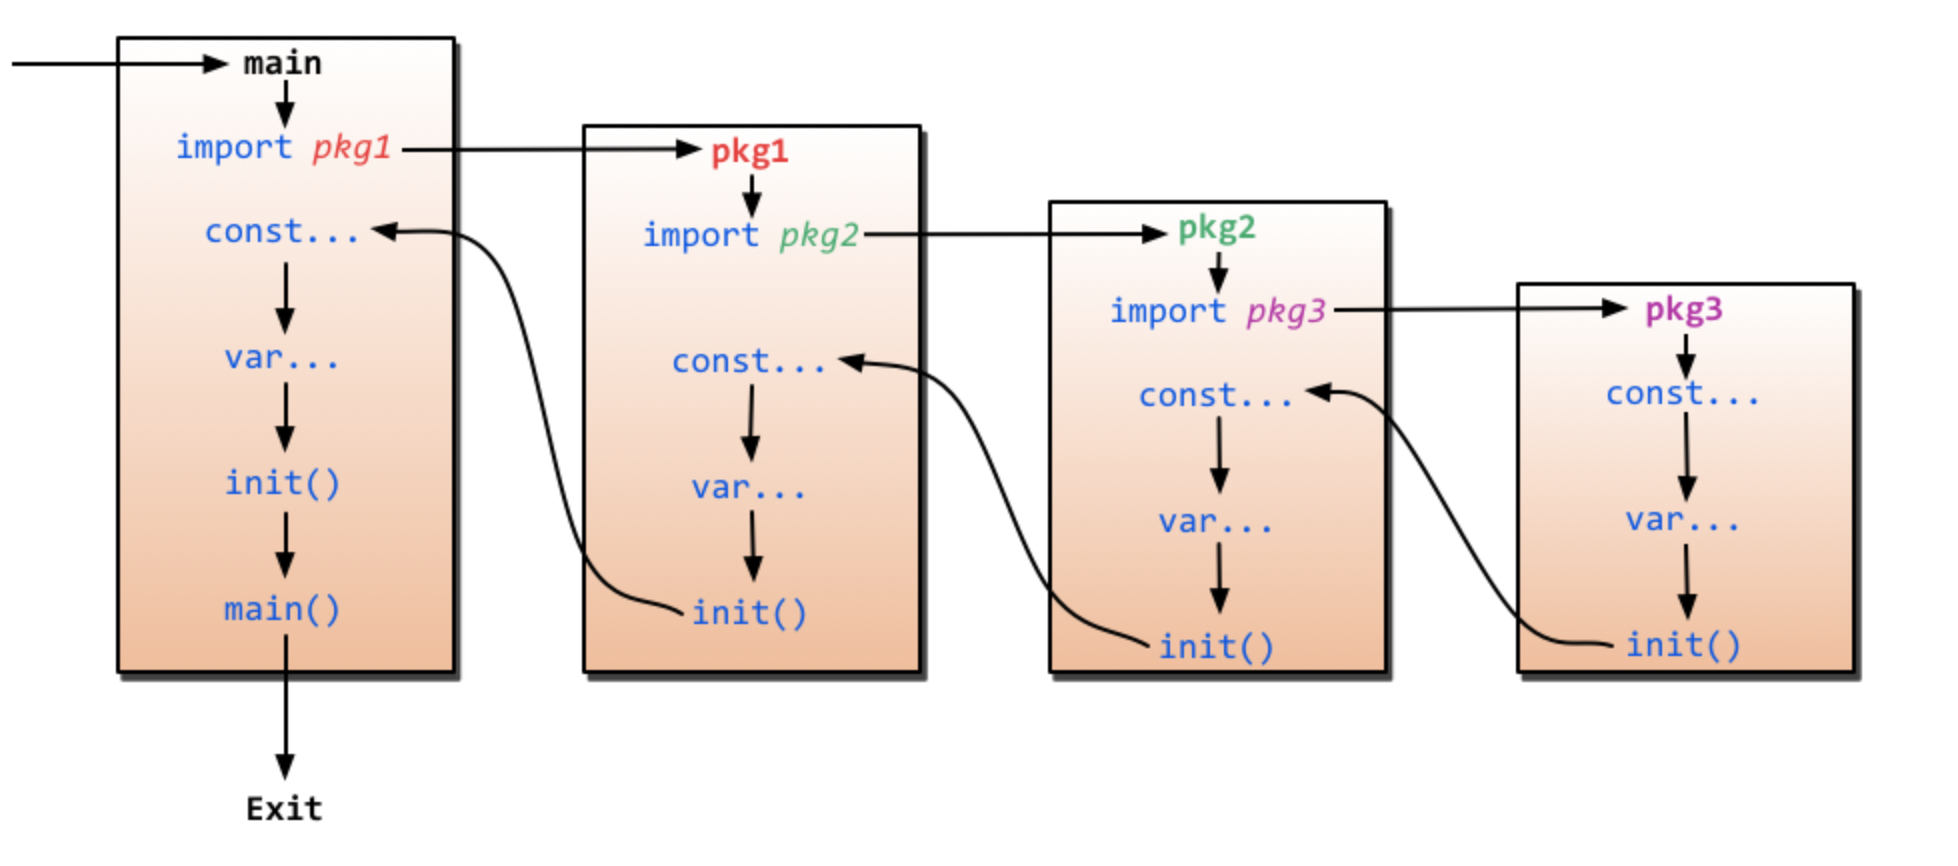 main
import pkg1
const...
var...
init()
main()
Exit
pkg1
import pkg2
const...
var...
init()
pkg2
import pkg3
const...
var...
init()
pkg3
const...
var...
init()